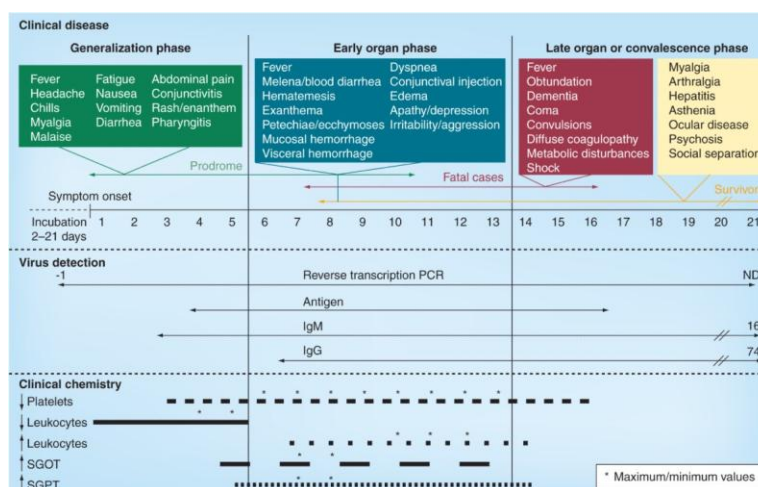 Clinical disease
Generalization phase
Early organ phase
Late organ or convalescence phase
Fever
Headache
Chills
Myalgia
Malaise
Fatigue
Nausea
Vomiting
Diarrhea
Abdominal pain
Conjunctivitis
Rash/enanthem
Pharyngitis
Fever
Melena/blood diarrhea
Hematemesis
Exanthema
Petechiae/ecchymoses
Mucosal hemorrhage
Visceral hemorrhage
Dyspnea
Conjunctival injection
Edema
Apathy/depression
Irritability/aggression
Fever
Obtundation
Dementia
Coma
Convulsions
Diffuse coagulopathy
Metabolic disturbances
Shock
Myalgia
Arthralgia
Hepatitis
Asthenia
Ocular disease
Psychosis
Social separation
Prodrome
Fatal cases
Survivor
Symptom onset
Incubation
2–21 days
1 2 3 4 5 6 7 8 9 10 11 12 13 14 15 16 17 18 19 20 21
Virus detection
-1 Reverse transcription PCR ND
Antigen
IgM 16
IgG 74
Clinical chemistry
↓ Platelets
↓ Leukocytes
↑ Leukocytes
↑ SGOT
↑ SGPT
* Maximum/minimum values